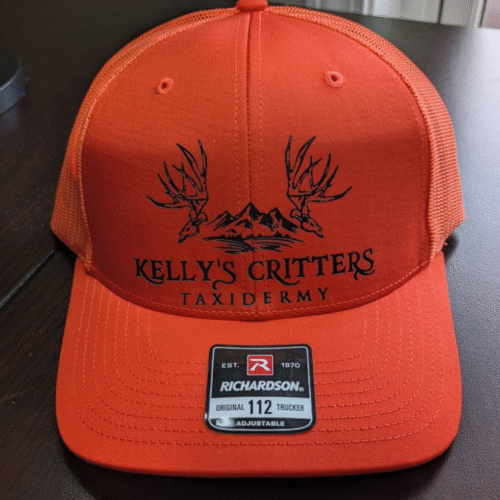 KELLY'S CRITTERS
TAXIDERMY
EST. R 1970
RICHARDSON®
ORIGINAL 112 TRUCKER
ADJUSTABLE